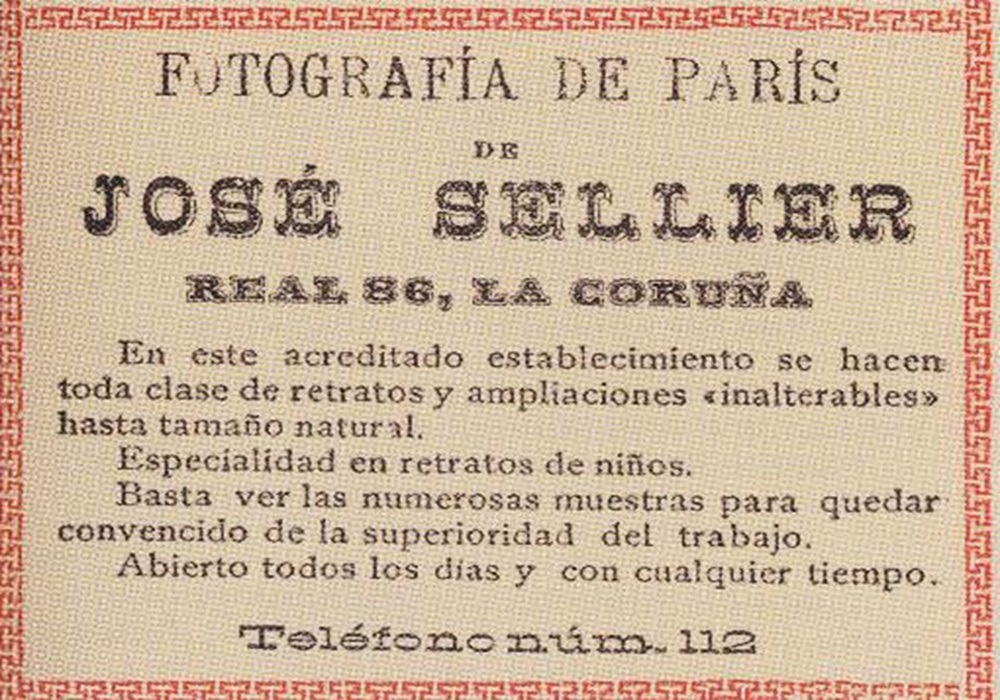 FOTOGRAFÍA DE PARÍS
DE
JOSÉ SELLIER
REAL 86, LA CORUÑA
En este acreditado establecimiento se hacen
toda clase de retratos y ampliaciones «inalterables»
hasta tamaño natural.
Especialidad en retratos de niños.
Basta ver las numerosas muestras para quedar
convencido de la superioridad del trabajo.
Abierto todos los días y con cualquier tiempo.
Teléfono núm. 112